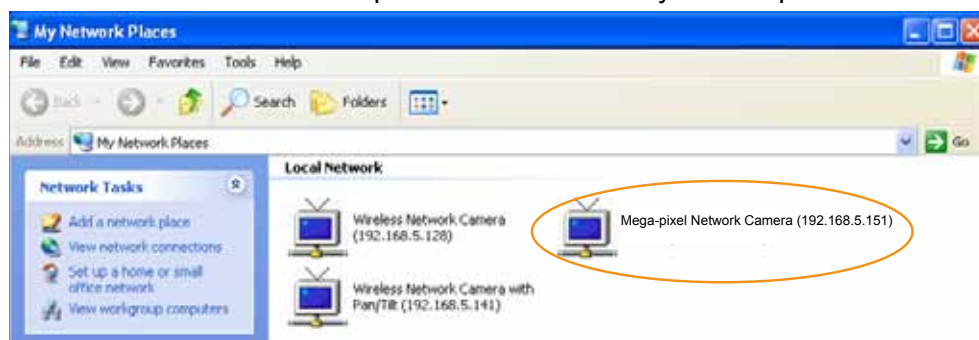 My Network Places
File Edit View Favorites Tools Help
Back Search Folders
Address My Network Places Go
Local Network
Network Tasks
Add a network place
View network connections
Set up a home or small
office network
View workgroup computers
Wireless Network Camera
(192.168.5.128)
Mega-pixel Network Camera (192.168.5.151)
Wireless Network Camera with
Pan/Tilt (192.168.5.141)